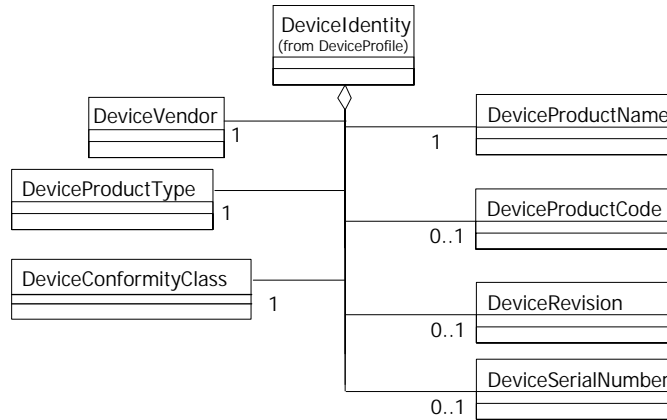 DeviceIdentity
(from DeviceProfile)
DeviceVendor
1
DeviceProductName
1
DeviceProductType
1
DeviceProductCode
0..1
DeviceConformityClass
1
DeviceRevision
0..1
DeviceSerialNumber
0..1